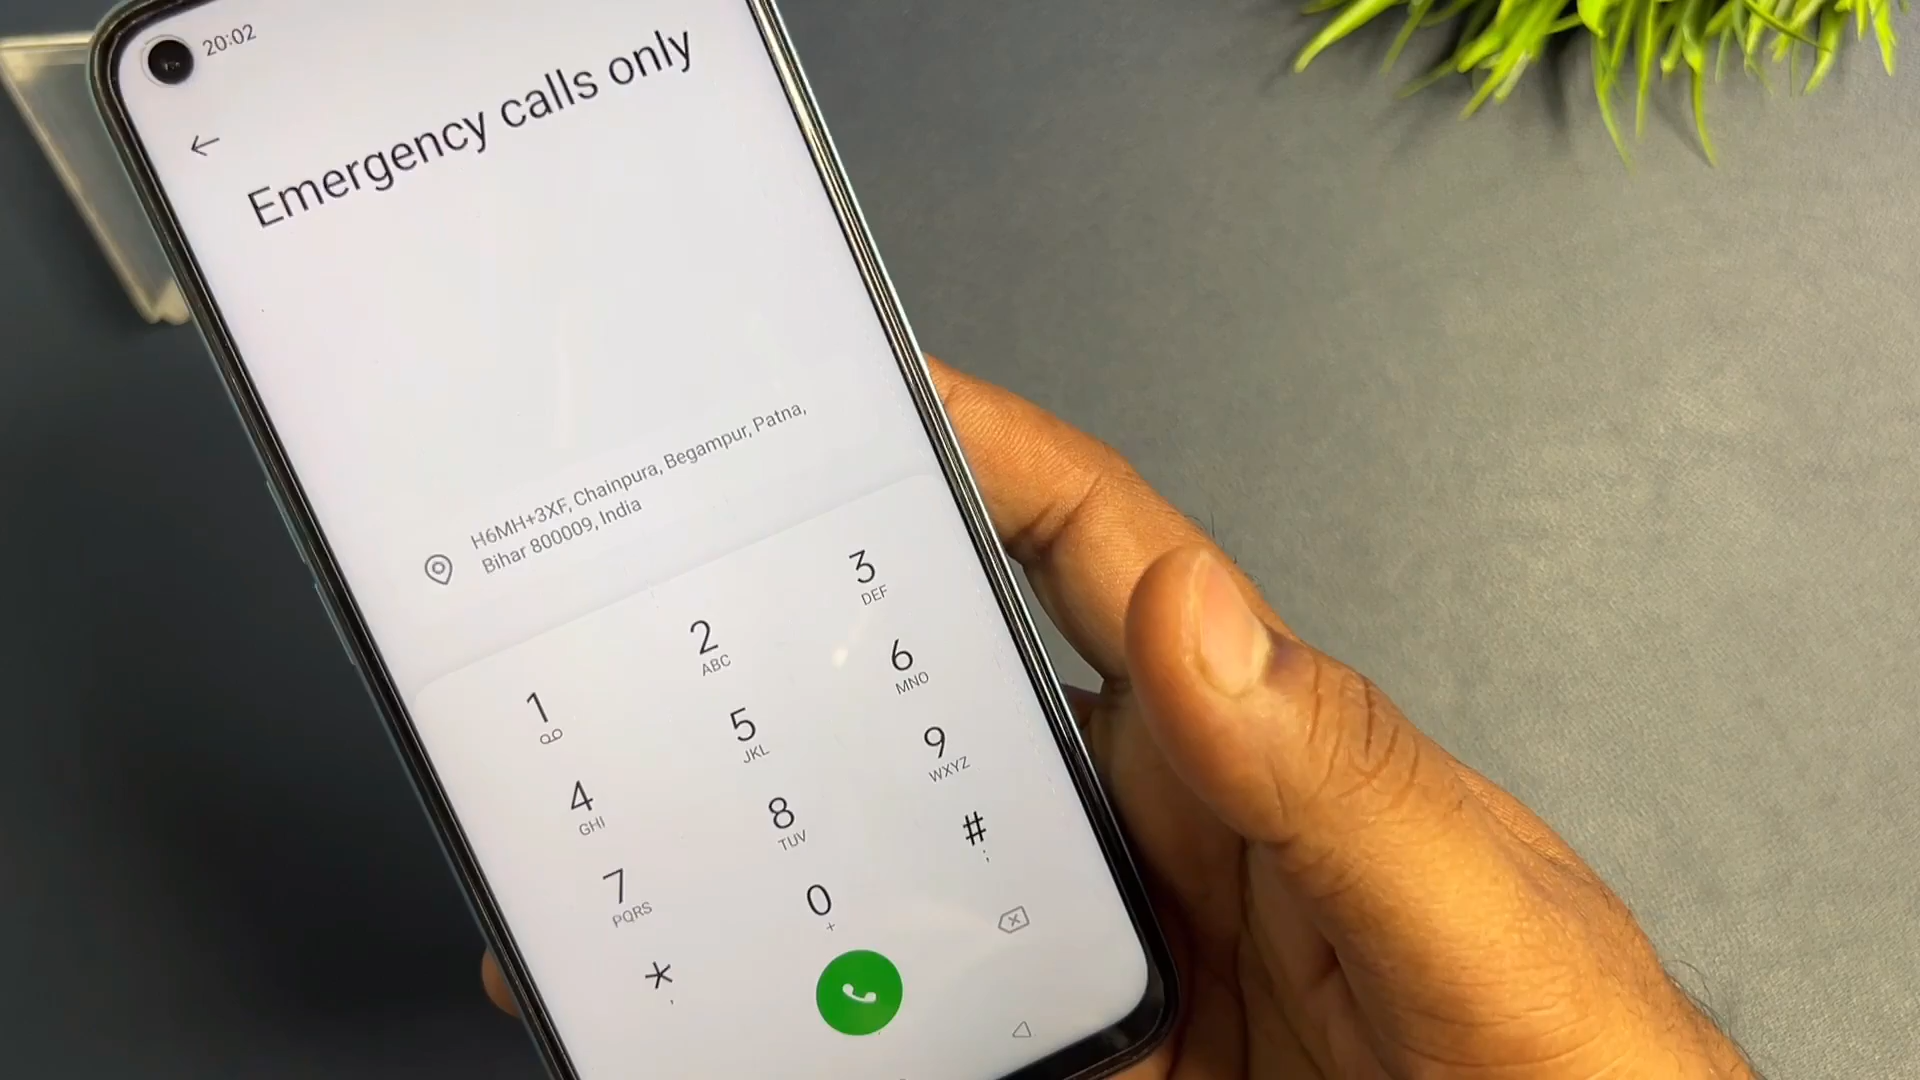 20:02
Emergency calls only
H6MH+3XF, Chainpura, Begampur, Patna,
Bihar 800009, India
1
2
ABC
3
DEF
4
GHI
5
JKL
6
MNO
7
PQRS
8
TUV
9
WXYZ
*
,
0
+
#
;